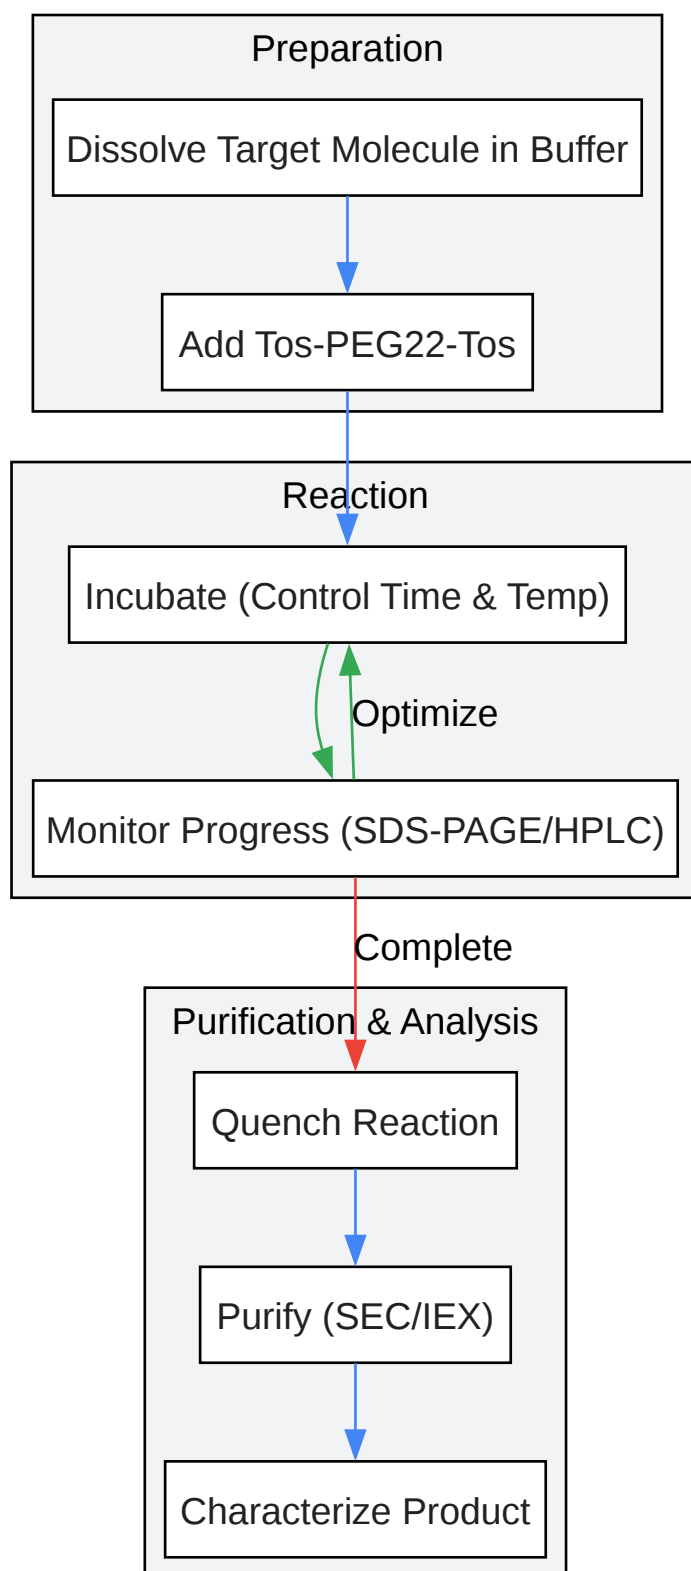 Preparation
Dissolve Target Molecule in Buffer
Add Tos-PEG22-Tos
Reaction
Incubate (Control Time & Temp)
Optimize
Monitor Progress (SDS-PAGE/HPLC)
Complete
Purification & Analysis
Quench Reaction
Purify (SEC/IEX)
Characterize Product